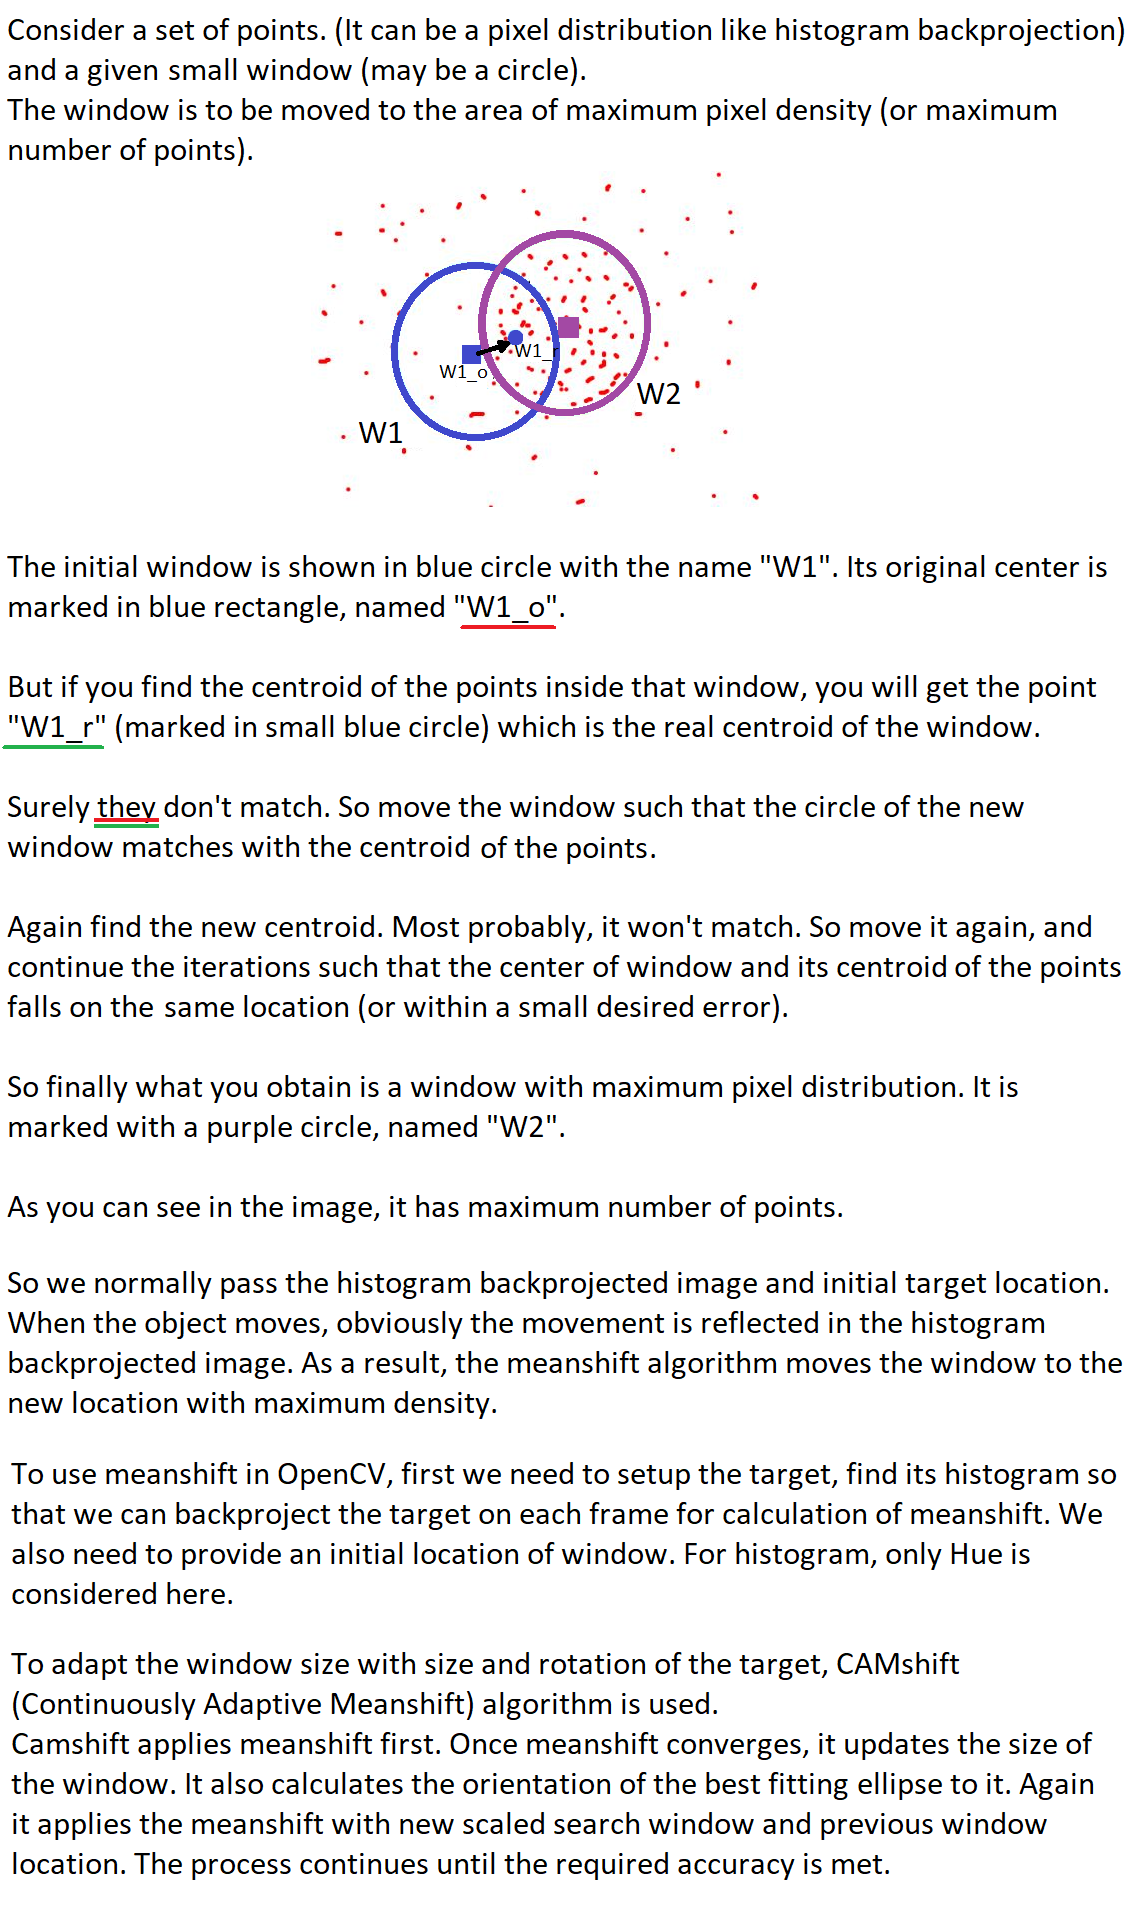 Consider a set of points. (It can be a pixel distribution like histogram backprojection)
and a given small window (may be a circle).
The window is to be moved to the area of maximum pixel density (or maximum
number of points).
W1_r
W1_o
W2
W1
The initial window is shown in blue circle with the name "W1". Its original center is
marked in blue rectangle, named "W1_o".
But if you find the centroid of the points inside that window, you will get the point
"W1_r" (marked in small blue circle) which is the real centroid of the window.
Surely they don't match. So move the window such that the circle of the new
window matches with the centroid of the points.
Again find the new centroid. Most probably, it won't match. So move it again, and
continue the iterations such that the center of window and its centroid of the points
falls on the same location (or within a small desired error).
So finally what you obtain is a window with maximum pixel distribution. It is
marked with a purple circle, named "W2".
As you can see in the image, it has maximum number of points.
So we normally pass the histogram backprojected image and initial target location.
When the object moves, obviously the movement is reflected in the histogram
backprojected image. As a result, the meanshift algorithm moves the window to the
new location with maximum density.
To use meanshift in OpenCV, first we need to setup the target, find its histogram so
that we can backproject the target on each frame for calculation of meanshift. We
also need to provide an initial location of window. For histogram, only Hue is
considered here.
To adapt the window size with size and rotation of the target, CAMshift
(Continuously Adaptive Meanshift) algorithm is used.
Camshift applies meanshift first. Once meanshift converges, it updates the size of
the window. It also calculates the orientation of the best fitting ellipse to it. Again
it applies the meanshift with new scaled search window and previous window
location. The process continues until the required accuracy is met.